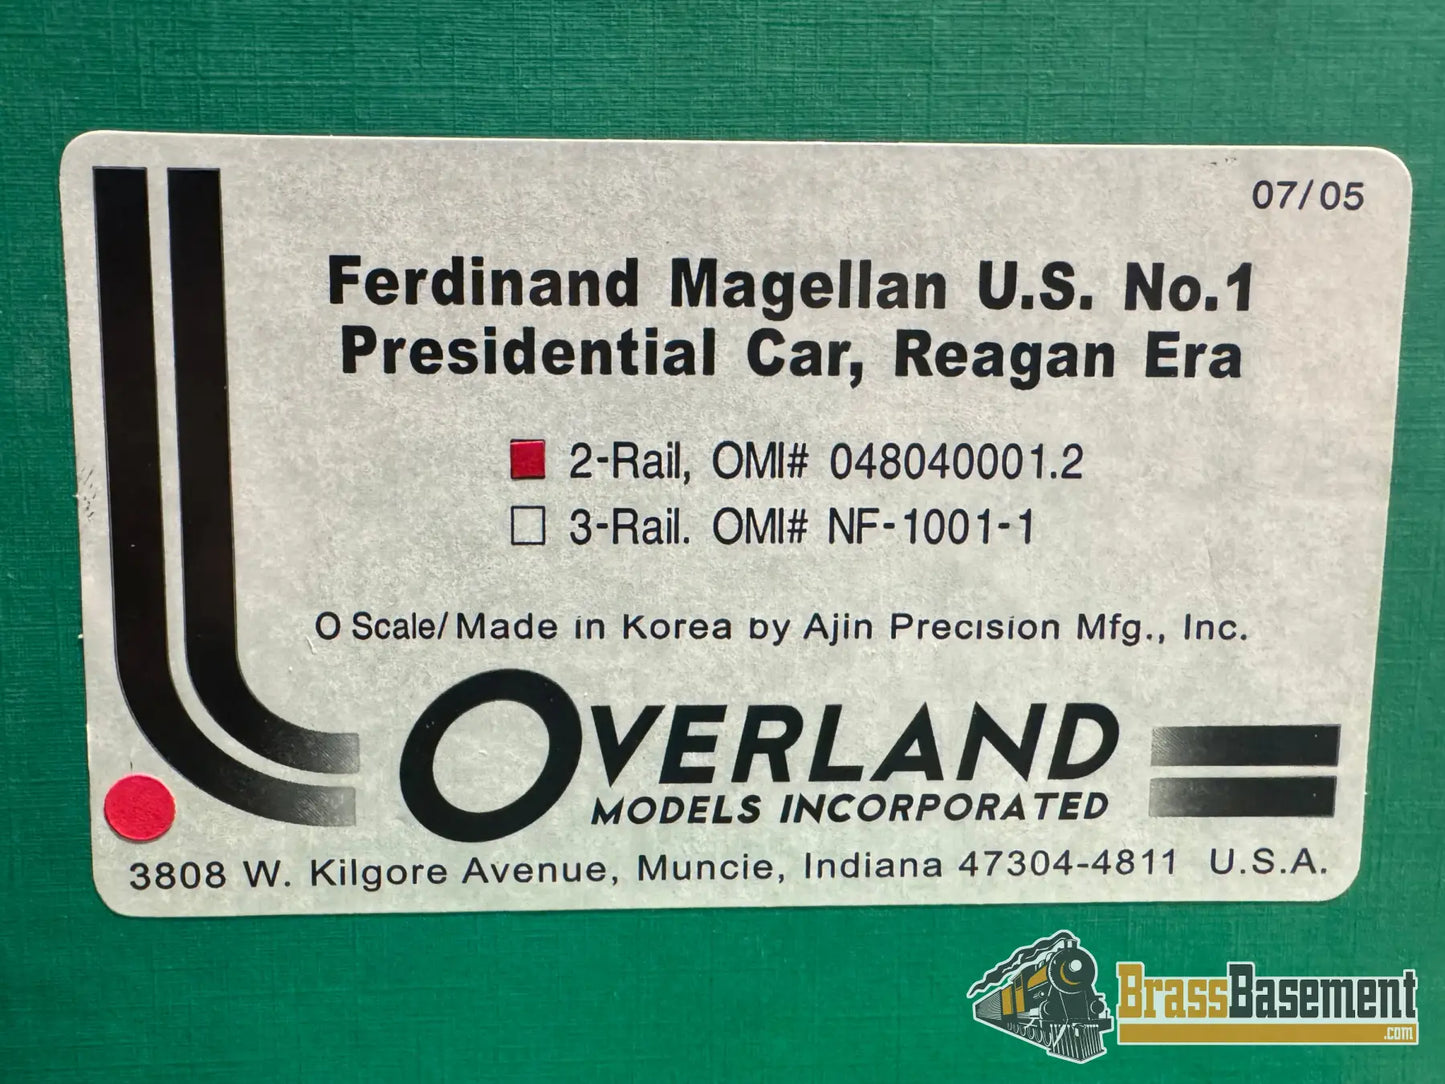 07/05
Ferdinand Magellan U.S. No.1
Presidential Car, Reagan Era
2-Rail, OMI# 048040001.2
3-Rail. OMI# NF-1001-1
O Scale/Made in Korea by Ajin Precision Mfg., Inc.
OVERLAND
MODELS INCORPORATED
3808 W. Kilgore Avenue, Muncie, Indiana 47304-4811 U.S.A.
BrassBasement
.com